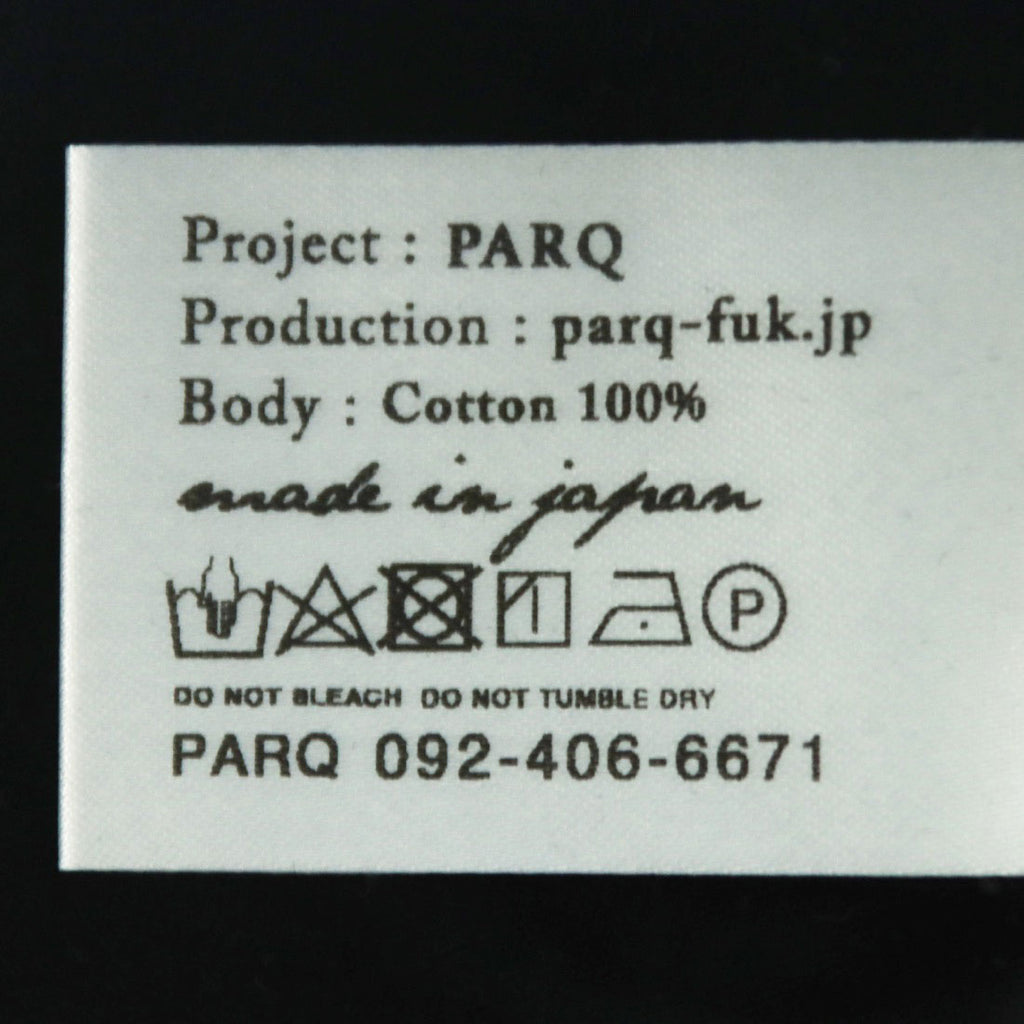 Project : PARQ
Production : parq-fuk.jp
Body : Cotton 100%
made in japan
P
DO NOT BLEACH DO NOT TUMBLE DRY
PARQ 092-406-6671